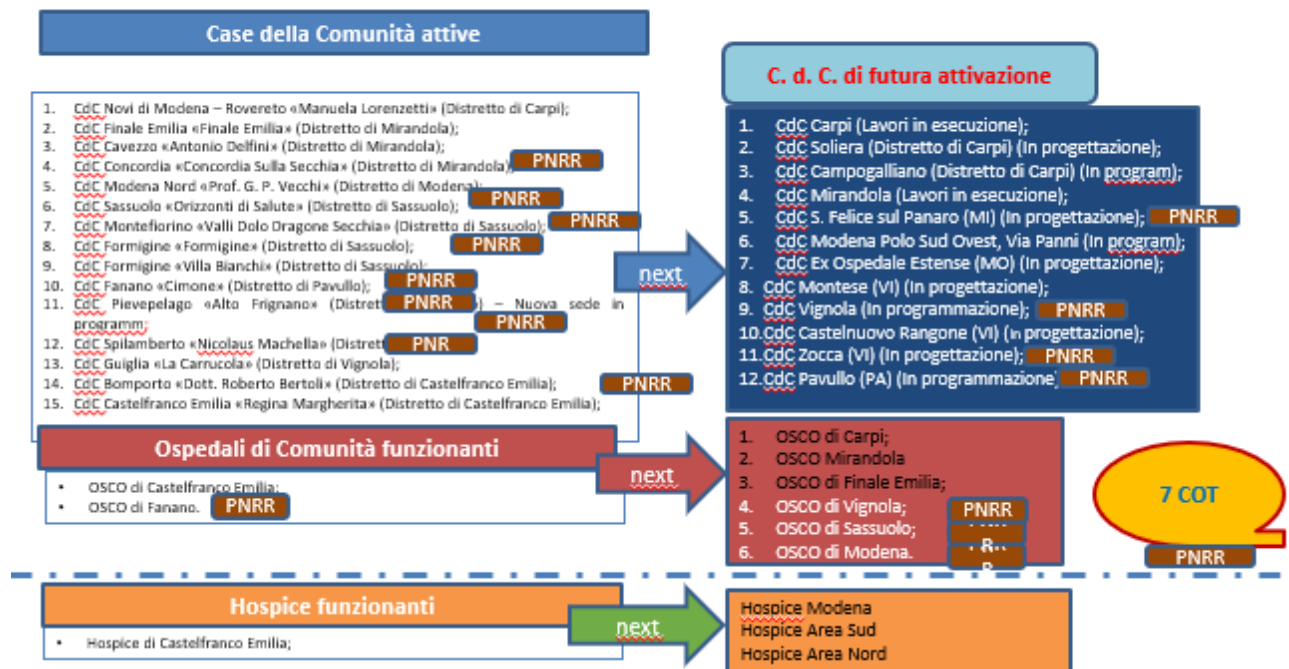 Case della Comunità attive
1. CdC Novi di Modena – Rovereto «Manuela Lorenzetti» (Distretto di Carpi);
2. CdC Finale Emilia «Finale Emilia» (Distretto di Mirandola);
3. CdC Cavezzo «Antonio Delfini» (Distretto di Mirandola);
4. CdC Concordia «Concordia Sulla Secchia» (Distretto di Mirandola); PNRR
5. CdC Modena Nord «Prof. G. P. Vecchi» (Distretto di Modena);
6. CdC Sassuolo «Orizzonti di Salute» (Distretto di Sassuolo); PNRR
7. CdC Montefiorino «Valli Dolo Dragone Secchia» (Distretto di Sassuolo); PNRR
8. CdC Formigine «Formigine» (Distretto di Sassuolo); PNRR
9. CdC Formigine «Villa Bianchi» (Distretto di Sassuolo);
10. CdC Fanano «Cimone» (Distretto di Pavullo); PNRR
11. CdC Pievepelago «Alto Frignano» (Distrett PNRR ) – Nuova sede in
programm; PNRR
12. CdC Spilamberto «Nicolaus Machella» (Distrett PNR
13. CdC Guiglia «La Carrucola» (Distretto di Vignola);
14. CdC Bomporto «Dott. Roberto Bertoli» (Distretto di Castelfranco Emilia); PNRR
15. CdC Castelfranco Emilia «Regina Margherita» (Distretto di Castelfranco Emilia);
next
C. d. C. di futura attivazione
1. CdC Carpi (Lavori in esecuzione);
2. CdC Soliera (Distretto di Carpi) (In progettazione);
3. CdC Campogalliano (Distretto di Carpi) (In program);
4. CdC Mirandola (Lavori in esecuzione);
5. CdC S. Felice sul Panaro (MI) (In progettazione); PNRR
6. CdC Modena Polo Sud Ovest, Via Panni (In program);
7. CdC Ex Ospedale Estense (MO) (In progettazione);
8. CdC Montese (VI) (In progettazione);
9. CdC Vignola (In programmazione); PNRR
10. CdC Castelnuovo Rangone (VI) (In progettazione);
11. CdC Zocca (VI) (In progettazione); PNRR
12. CdC Pavullo (PA) (In programmazione PNRR
Ospedali di Comunità funzionanti
• OSCO di Castelfranco Emilia;
• OSCO di Fanano. PNRR
next
1. OSCO di Carpi;
2. OSCO Mirandola
3. OSCO di Finale Emilia;
4. OSCO di Vignola; PNRR
5. OSCO di Sassuolo;
6. OSCO di Modena.
7 COT
PNRR
Hospice funzionanti
• Hospice di Castelfranco Emilia;
next
Hospice Modena
Hospice Area Sud
Hospice Area Nord